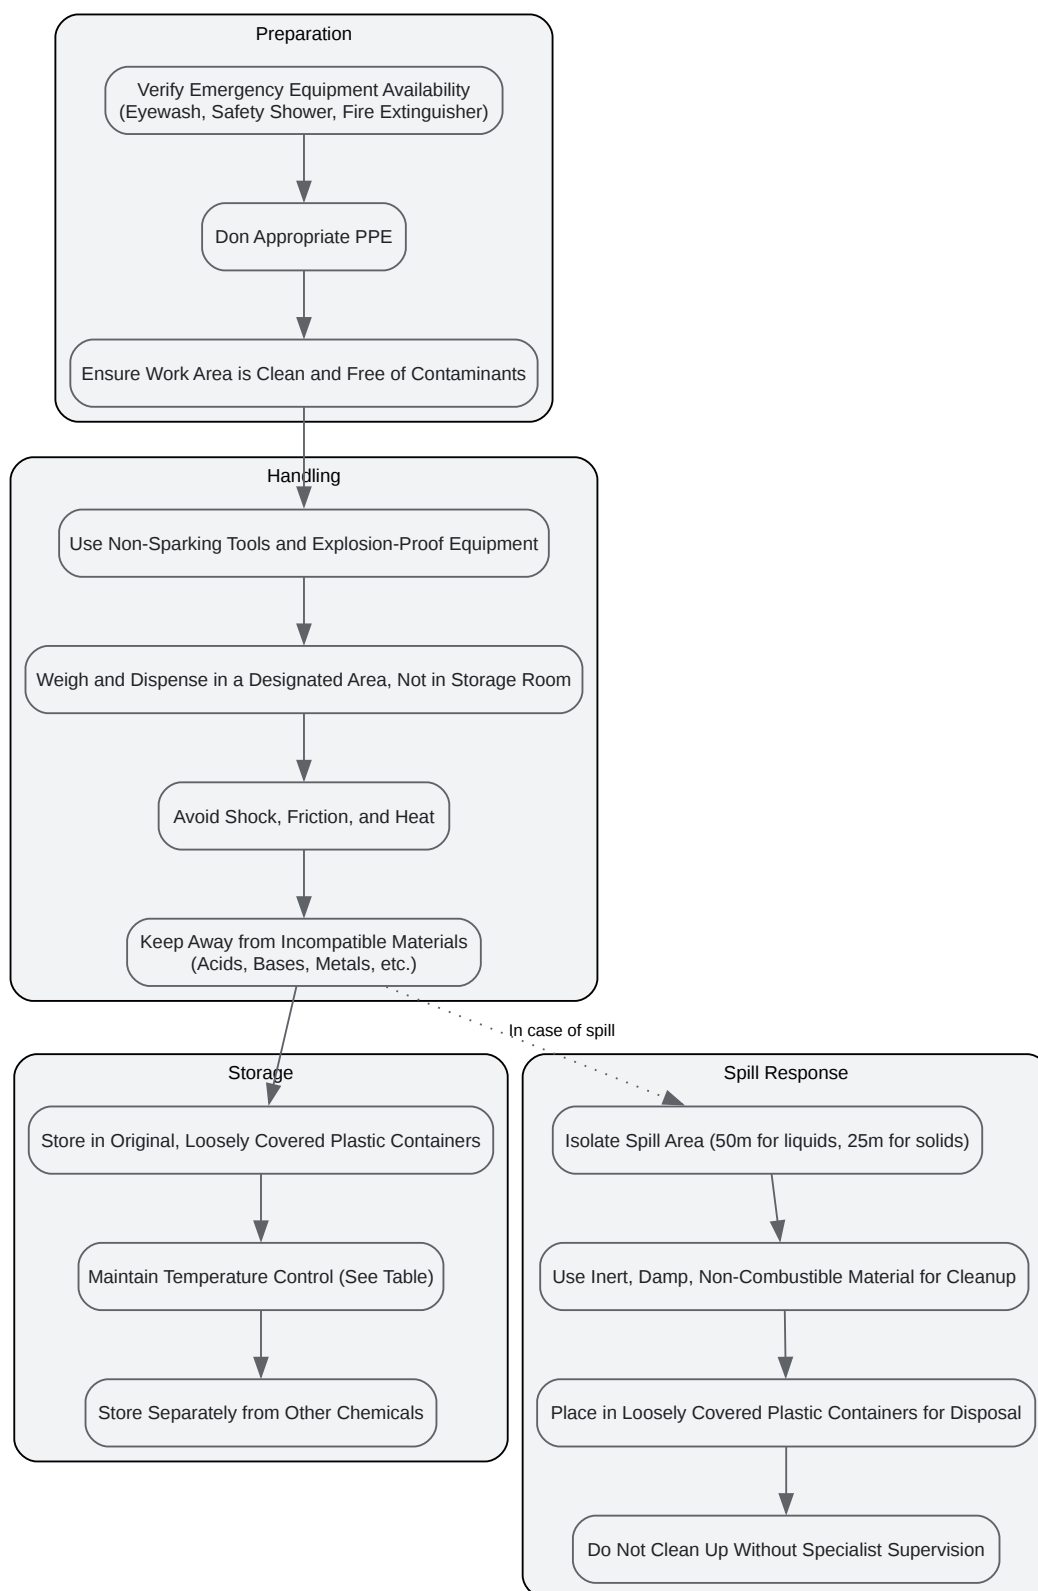 Preparation
Verify Emergency Equipment Availability
(Eyewash, Safety Shower, Fire Extinguisher)
Don Appropriate PPE
Ensure Work Area is Clean and Free of Contaminants
Handling
Use Non-Sparking Tools and Explosion-Proof Equipment
Weigh and Dispense in a Designated Area, Not in Storage Room
Avoid Shock, Friction, and Heat
Keep Away from Incompatible Materials
(Acids, Bases, Metals, etc.)
In case of spill
Storage
Store in Original, Loosely Covered Plastic Containers
Maintain Temperature Control (See Table)
Store Separately from Other Chemicals
Spill Response
Isolate Spill Area (50m for liquids, 25m for solids)
Use Inert, Damp, Non-Combustible Material for Cleanup
Place in Loosely Covered Plastic Containers for Disposal
Do Not Clean Up Without Specialist Supervision